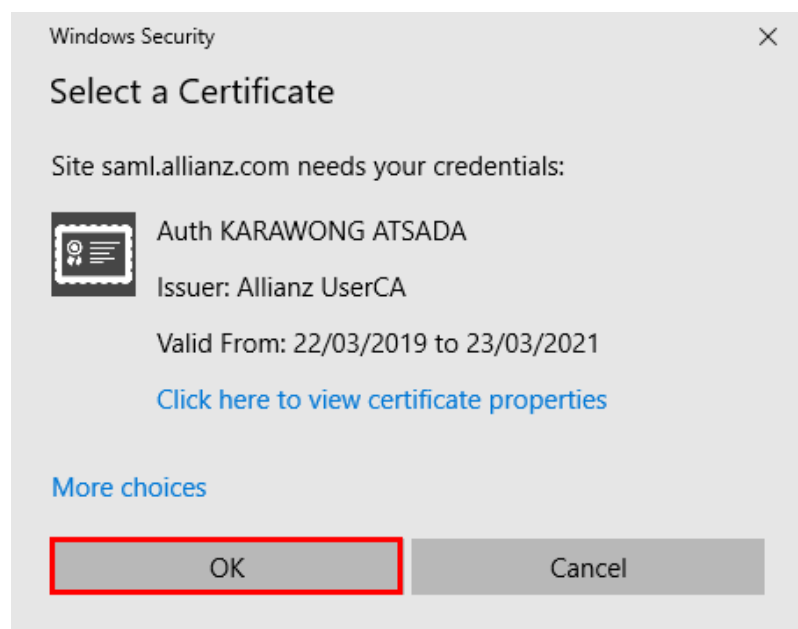 Windows Security
Select a Certificate
Site saml.allianz.com needs your credentials:
Auth KARAWONG ATSADA
Issuer: Allianz UserCA
Valid From: 22/03/2019 to 23/03/2021
Click here to view certificate properties
More choices
OK
Cancel